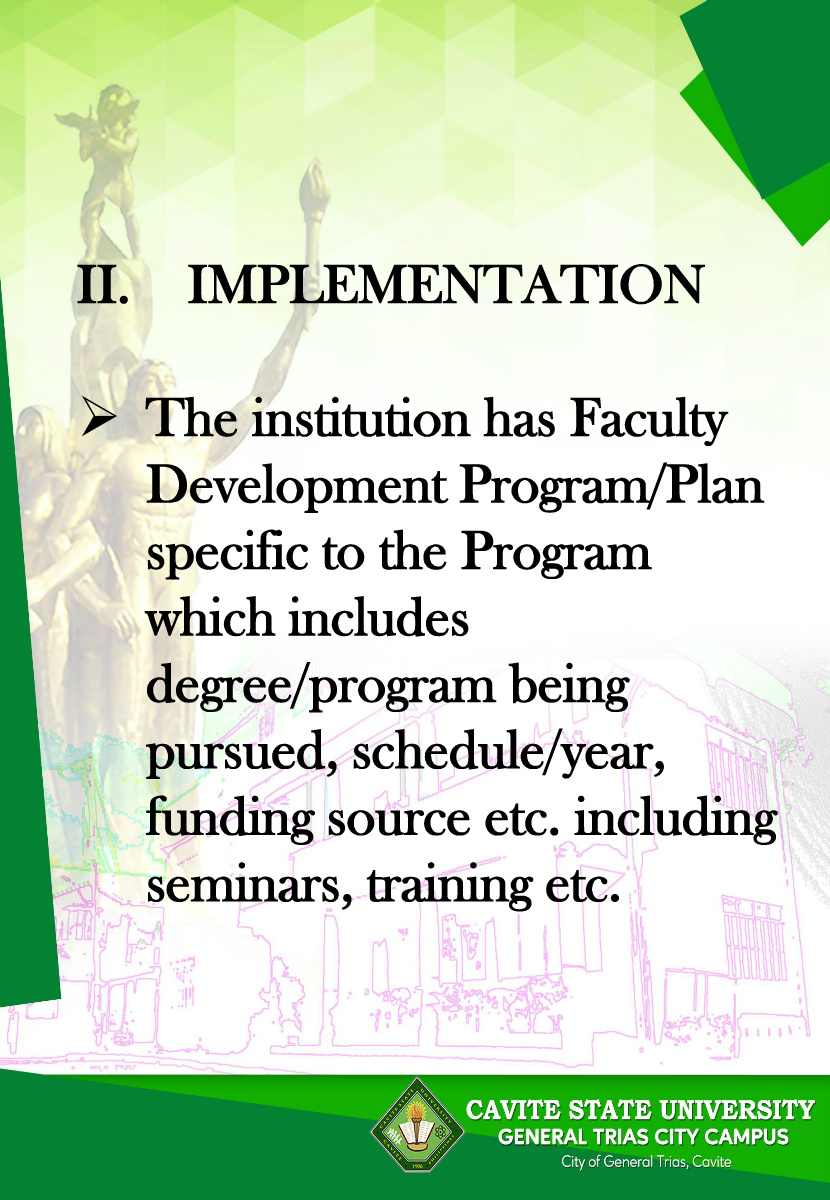 II. IMPLEMENTATION
➢ The institution has Faculty
Development Program/Plan
specific to the Program
which includes
degree/program being
pursued, schedule/year,
funding source etc. including
seminars, training etc.
CAVITE STATE UNIVERSITY
GENERAL TRIAS CITY CAMPUS
City of General Trias, Cavite
1906